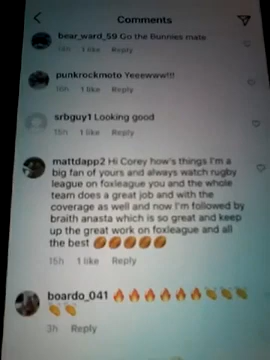 Comments
bear_ward_59 Go the Bunnies mate
1 like Reply
punkrockmoto Yeeewww!!!
16h 1 like Reply
srbguy1 Looking good
15h 1 like Reply
mattdapp2 Hi Corey how's things I'm a
big fan of yours and always watch rugby
league on foxleague you and the whole
team does a great job and with the
coverage as well and now I'm followed by
braith anasta which is so great and keep
up the great work on foxleague and all
the best 🏉🏉🏉🏉🏉
15h 1 like Reply
boardo_041 🔥🔥🔥🔥🔥🔥👏👏👏
👏👏
3h Reply